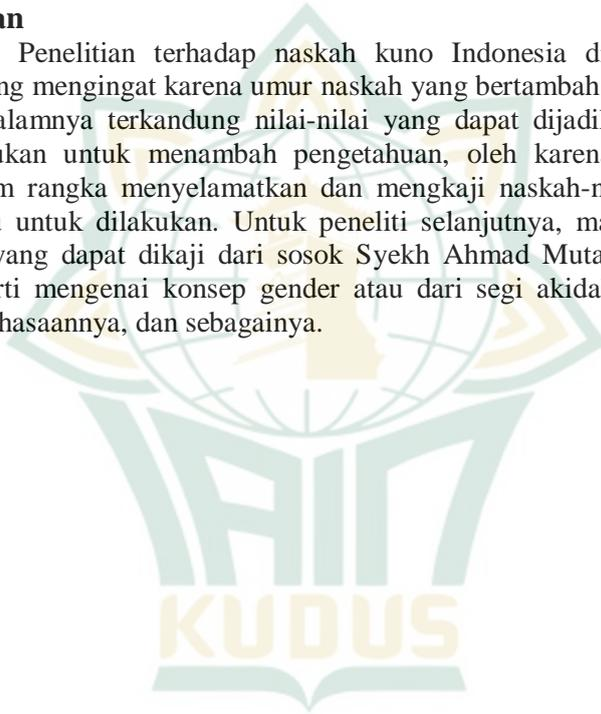 an
Penelitian terhadap naskah kuno Indonesia d
ng mengingat karena umur naskah yang bertambah
alamnya terkandung nilai-nilai yang dapat dijadil
ukan untuk menambah pengetahuan, oleh karen
m rangka menyelamatkan dan mengkaji naskah-n
u untuk dilakukan. Untuk peneliti selanjutnya, ma
yang dapat dikaji dari sosok Syekh Ahmad Muta
rti mengenai konsep gender atau dari segi akida
hasaannya, dan sebagainya.
IAIN
KUDUS